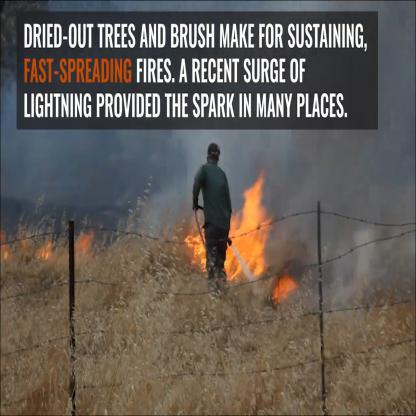 DRIED-OUT TREES AND BRUSH MAKE FOR SUSTAINING,
FAST-SPREADING FIRES. A RECENT SURGE OF
LIGHTNING PROVIDED THE SPARK IN MANY PLACES.